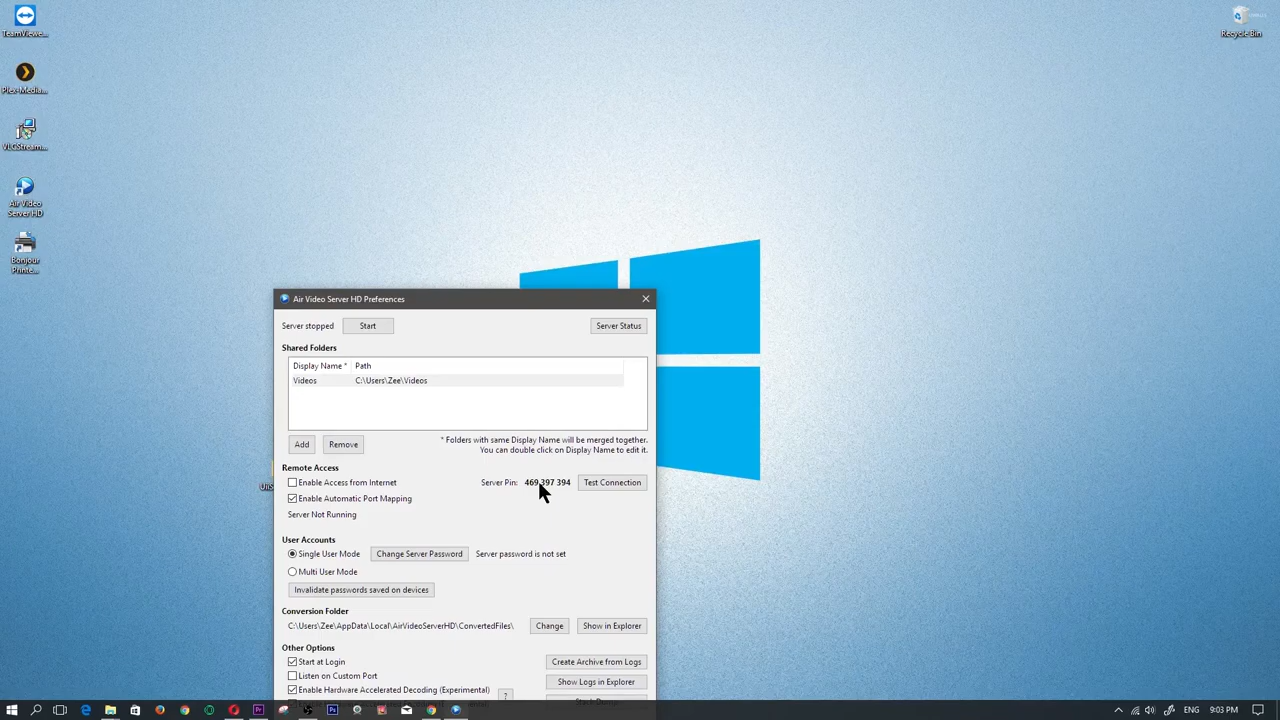 TeamViewe...
Recycle Bin
Plex-Media...
VLCStream...
Air Video
Server HD
Bonjour
Printe...
Air Video Server HD Preferences
Server stopped
Start
Server Status
Shared Folders
Display Name *
Path
Videos
C:\Users\Zee\Videos
Add
Remove
* Folders with same Display Name will be merged together.
You can double click on Display Name to edit it.
Remote Access
Enable Access from Internet
Server Pin:
469 397 394
Test Connection
Enable Automatic Port Mapping
Server Not Running
User Accounts
Single User Mode
Change Server Password
Server password is not set
Multi User Mode
Invalidate passwords saved on devices
Conversion Folder
C:\Users\Zee\AppData\Local\AirVideoServerHD\ConvertedFiles\
Change
Show in Explorer
Other Options
Start at Login
Create Archive from Logs
Listen on Custom Port
Show Logs in Explorer
Enable Hardware Accelerated Decoding (Experimental)
?
ENG
9:03 PM